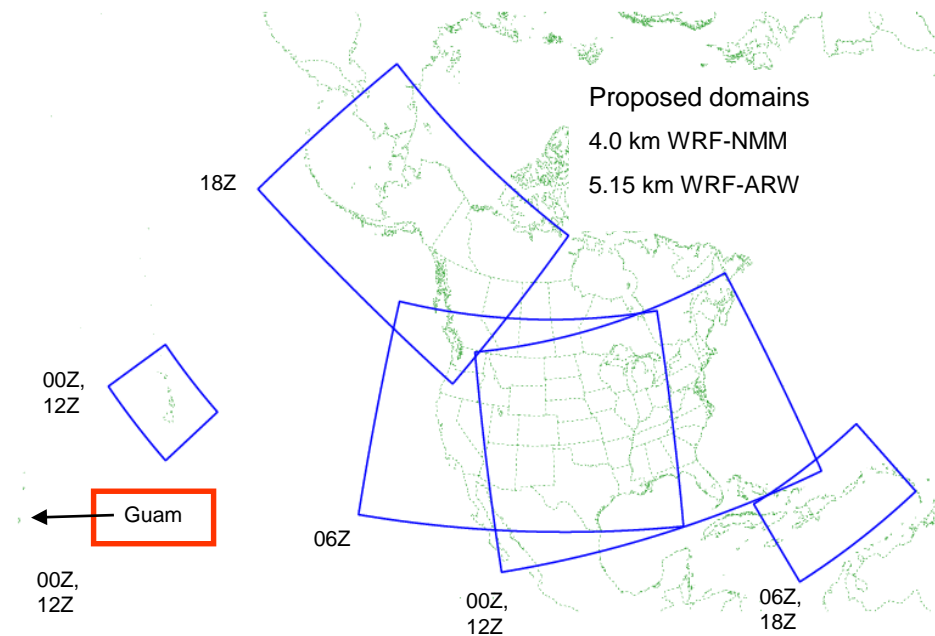 Proposed domains
4.0 km WRF-NMM
5.15 km WRF-ARW
18Z
00Z,
12Z
Guam
06Z
00Z,
12Z
00Z,
12Z
06Z,
18Z